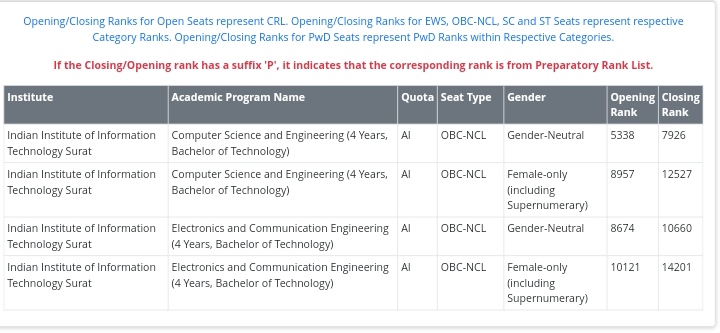 Opening/Closing Ranks for Open Seats represent CRL. Opening/Closing Ranks for EWS, OBC-NCL, SC and ST Seats represent respective
Category Ranks. Opening/Closing Ranks for PwD Seats represent PwD Ranks within Respective Categories.
If the Closing/Opening rank has a suffix 'P', it indicates that the corresponding rank is from Preparatory Rank List.
Institute Academic Program Name Quota Seat Type Gender Opening Closing
Rank Rank
Indian Institute of Information Computer Science and Engineering (4 Years, AI OBC-NCL Gender-Neutral 5338 7926
Technology Surat Bachelor of Technology)
Indian Institute of Information Computer Science and Engineering (4 Years, AI OBC-NCL Female-only 8957 12527
Technology Surat Bachelor of Technology) (including
Supernumerary)
Indian Institute of Information Electronics and Communication Engineering AI OBC-NCL Gender-Neutral 8674 10660
Technology Surat (4 Years, Bachelor of Technology)
Indian Institute of Information Electronics and Communication Engineering AI OBC-NCL Female-only 10121 14201
Technology Surat (4 Years, Bachelor of Technology) (including
Supernumerary)